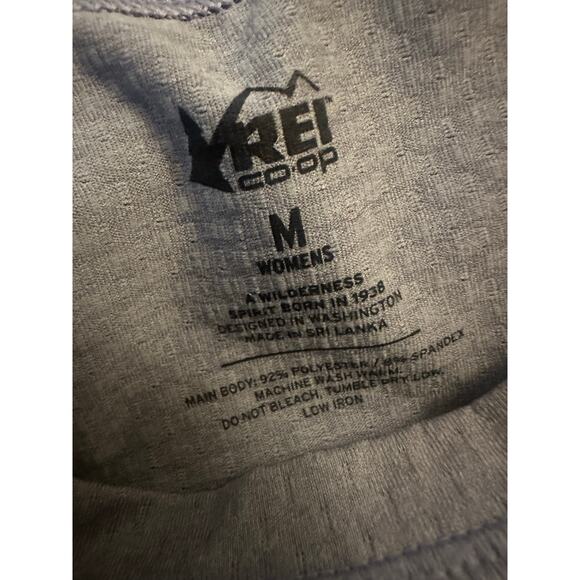 REI
CO·OP
M
WOMENS
A WILDERNESS
SPIRIT BORN IN 1938
DESIGNED IN WASHINGTON
MADE IN SRI LANKA
MAIN BODY: 92% POLYESTER / 8% SPANDEX
MACHINE WASH WARM.
DO NOT BLEACH, TUMBLE DRY LOW.
LOW IRON